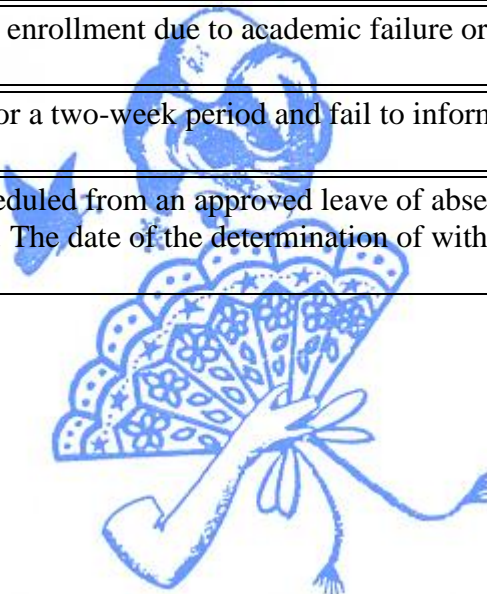 enrollment due to academic failure or
or a two-week period and fail to inform
eduled from an approved leave of abse
The date of the determination of with